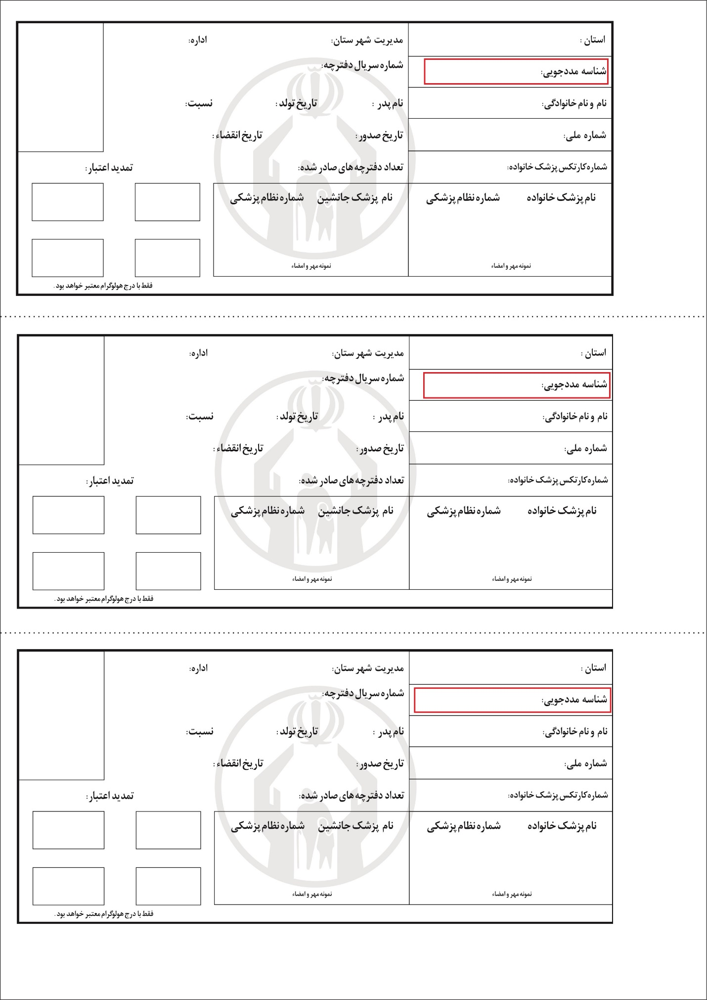 استان : مدیریت شهرستان: اداره:
شناسه مددجویی: شماره سریال دفترچه:
نام و نام خانوادگی: نام پدر : تاریخ تولد : نسبت:
شماره ملی: تاریخ صدور : تاریخ انقضاء :
شماره کارتکس پزشک خانواده: تعداد دفترچه های صادر شده: تمدید اعتبار :
نام پزشک خانواده شماره نظام پزشکی نام پزشک جانشین شماره نظام پزشکی
نمونه مهر و امضاء نمونه مهر و امضاء
فقط با درج هولوگرام معتبر خواهد بود .
استان : مدیریت شهرستان: اداره:
شناسه مددجویی: شماره سریال دفترچه:
نام و نام خانوادگی: نام پدر : تاریخ تولد : نسبت:
شماره ملی: تاریخ صدور : تاریخ انقضاء :
شماره کارتکس پزشک خانواده: تعداد دفترچه های صادر شده: تمدید اعتبار :
نام پزشک خانواده شماره نظام پزشکی نام پزشک جانشین شماره نظام پزشکی
نمونه مهر و امضاء نمونه مهر و امضاء
فقط با درج هولوگرام معتبر خواهد بود .
استان : مدیریت شهرستان: اداره:
شناسه مددجویی: شماره سریال دفترچه:
نام و نام خانوادگی: نام پدر : تاریخ تولد : نسبت:
شماره ملی: تاریخ صدور : تاریخ انقضاء :
شماره کارتکس پزشک خانواده: تعداد دفترچه های صادر شده: تمدید اعتبار :
نام پزشک خانواده شماره نظام پزشکی نام پزشک جانشین شماره نظام پزشکی
نمونه مهر و امضاء نمونه مهر و امضاء
فقط با درج هولوگرام معتبر خواهد بود .